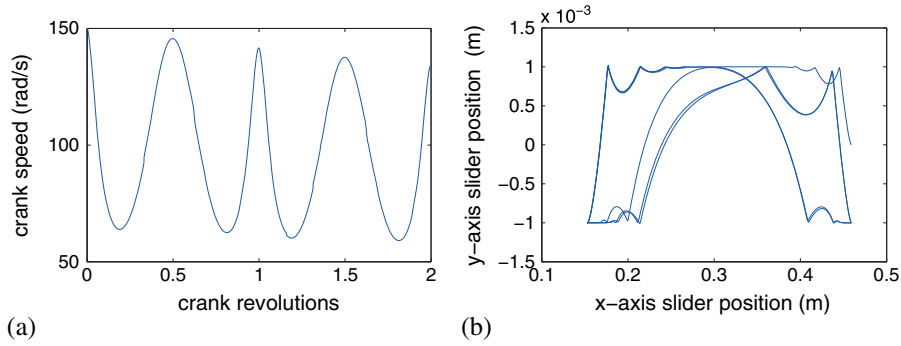 150
100
50
0
0.5
1
1.5
2
crank speed (rad/s)
crank revolutions
(a)
1.5 x 10−3
1
0.5
0
−0.5
−1
−1.5
0.1
0.2
0.3
0.4
0.5
y−axis slider position (m)
x−axis slider position (m)
(b)